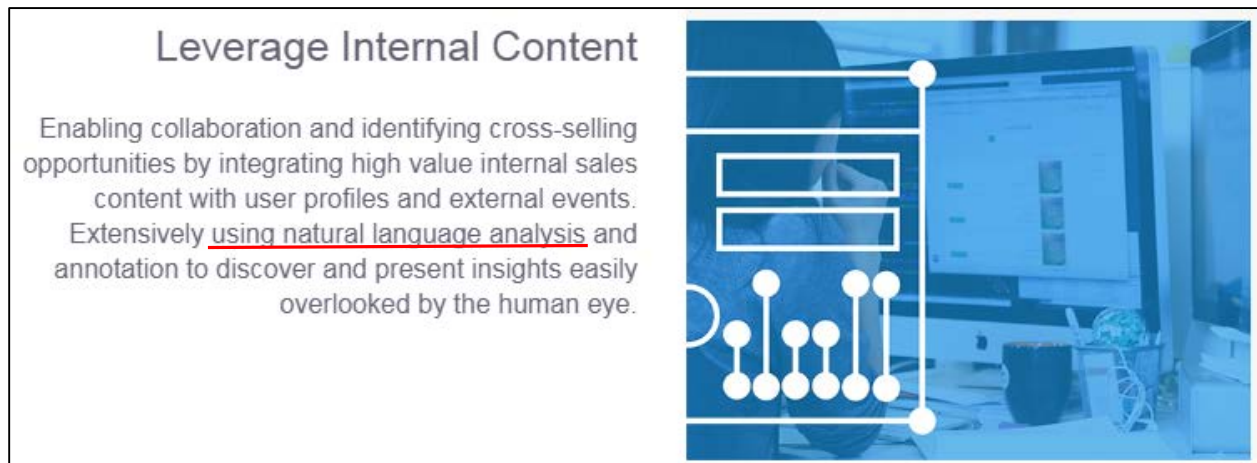 Leverage Internal Content
Enabling collaboration and identifying cross-selling
opportunities by integrating high value internal sales
content with user profiles and external events.
Extensively using natural language analysis and
annotation to discover and present insights easily
overlooked by the human eye.